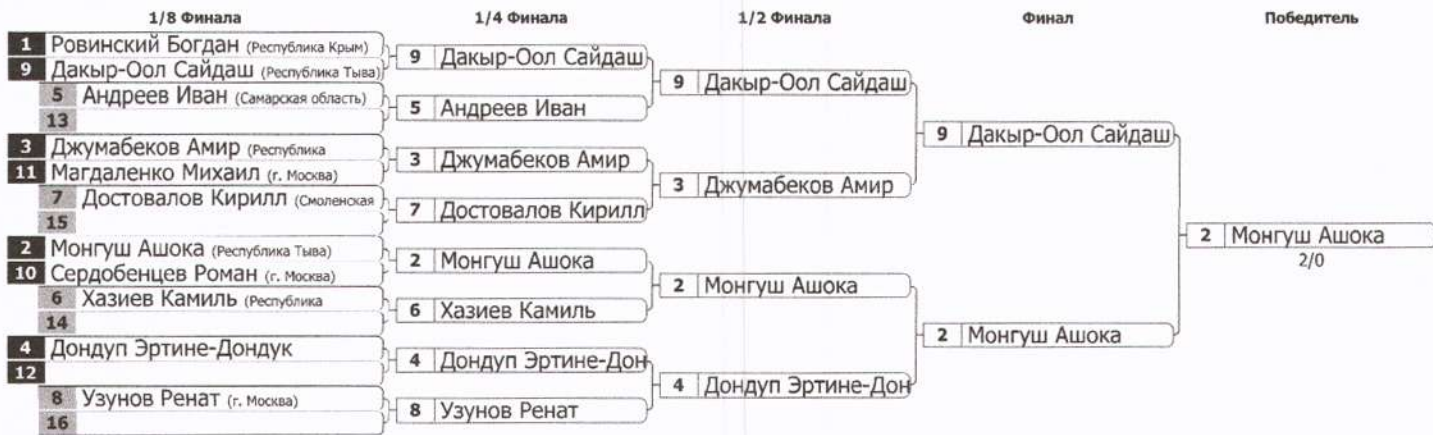 1/8 Финала
1/4 Финала
1/2 Финала
Финал
Победитель
1 Ровинский Богдан (Республика Крым)
9 Дакыр-Оол Сайдаш (Республика Тыва)
5 Андреев Иван (Самарская область)
13
3 Джумабеков Амир (Республика
11 Магдаленко Михаил (г. Москва)
7 Достовалов Кирилл (Смоленская
15
2 Монгуш Ашока (Республика Тыва)
10 Сердобенцев Роман (г. Москва)
6 Хазиев Камиль (Республика
14
4 Дондуп Эртине-Дондук
12
8 Узунов Ренат (г. Москва)
16
9 Дакыр-Оол Сайдаш
5 Андреев Иван
3 Джумабеков Амир
7 Достовалов Кирилл
2 Монгуш Ашока
6 Хазиев Камиль
4 Дондуп Эртине-Дон
8 Узунов Ренат
9 Дакыр-Оол Сайдаш
3 Джумабеков Амир
2 Монгуш Ашока
4 Дондуп Эртине-Дон
9 Дакыр-Оол Сайдаш
2 Монгуш Ашока
2 Монгуш Ашока
2/0